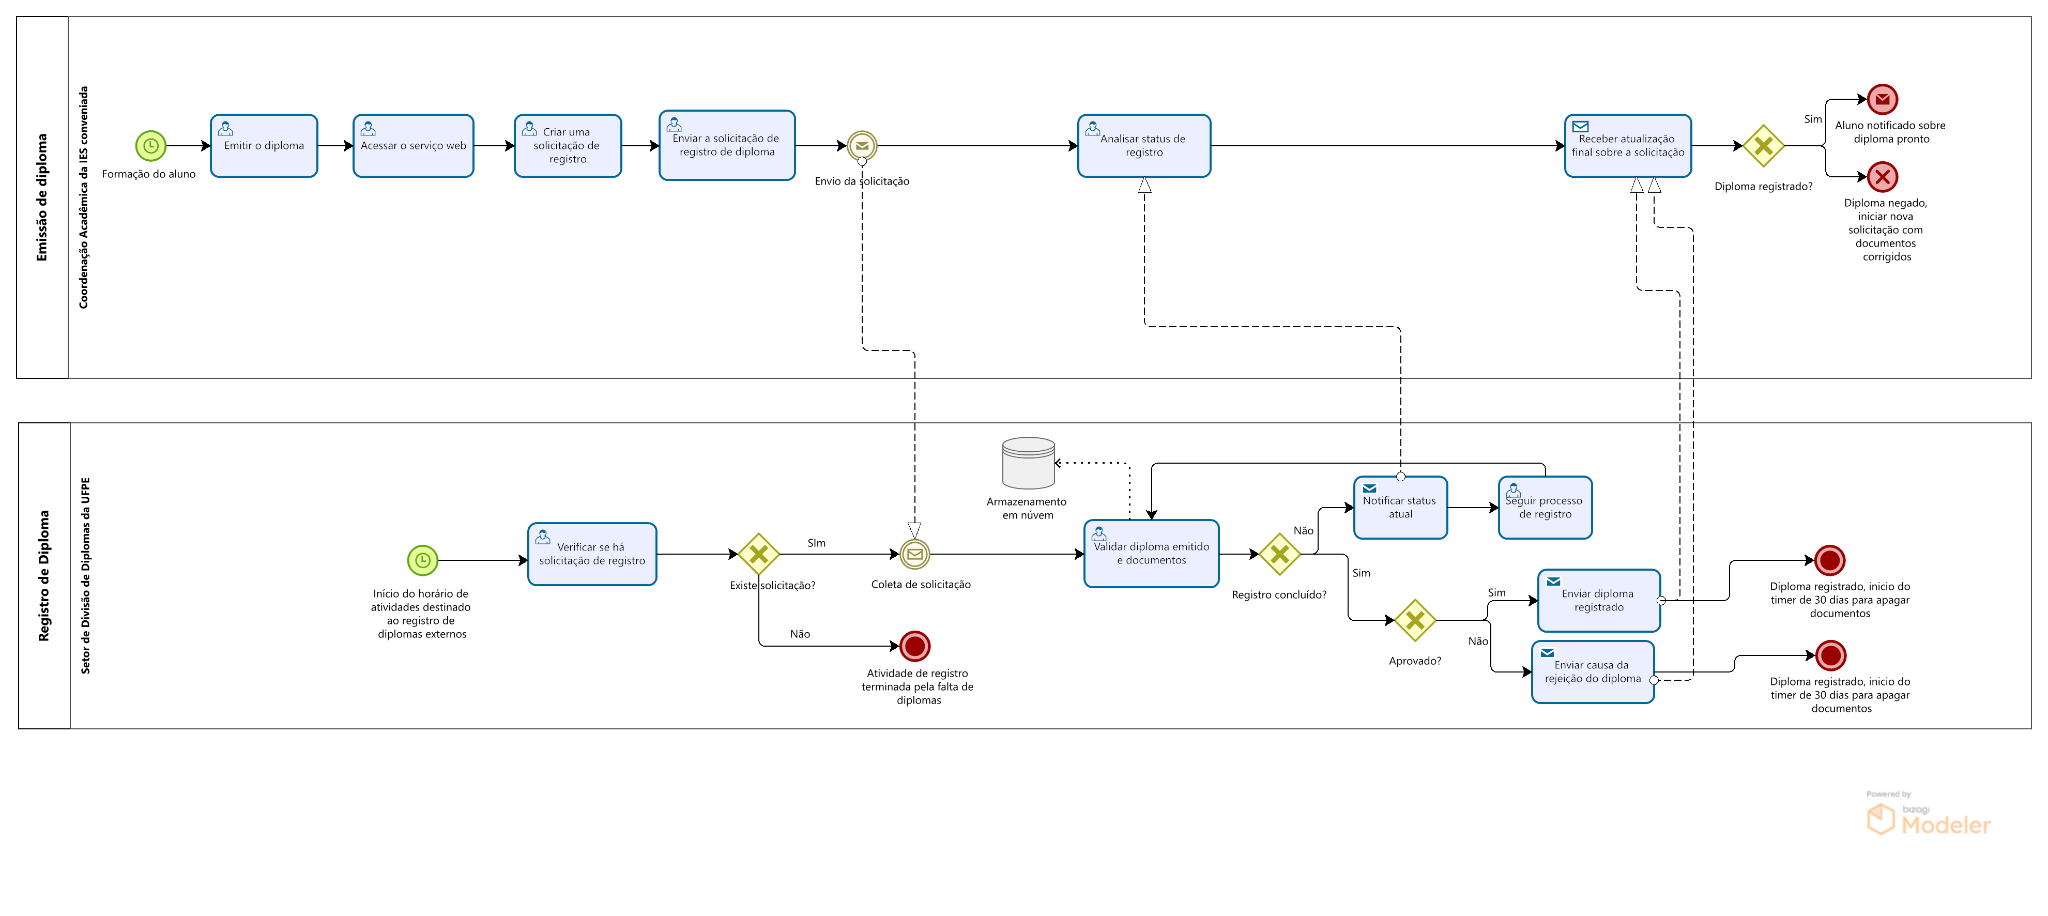 Emissão de diploma
Coordenação Acadêmica da IES conveniada
Formação do aluno
Emitir o diploma
Acessar o serviço web
Criar uma
solicitação de
registro
Enviar a solicitação de
registro de diploma
Envio da solicitação
Analisar status de
registro
Receber atualização
final sobre a solicitação
Diploma registrado?
Sim
Aluno notificado sobre
diploma pronto
Diploma negado,
iniciar nova
solicitação com
documentos
corrigidos
Registro de Diploma
Setor de Divisão de Diplomas da UFPE
Início do horário de
atividades destinado
ao registro de
diplomas externos
Verificar se há
solicitação de registro
Existe solicitação?
SIm
Não
Atividade de registro
terminada pela falta de
diplomas
Coleta de solicitação
Armazenamento
em núvem
Validar diploma emitido
e documentos
Registro concluído?
Não
Notificar status
atual
Seguir processo
de registro
Sim
Aprovado?
Sim
Enviar diploma
registrado
Diploma registrado, inicio do
timer de 30 dias para apagar
documentos
Não
Enviar causa da
rejeição do diploma
Diploma registrado, inicio do
timer de 30 dias para apagar
documentos
Powered by
bizagi
Modeler